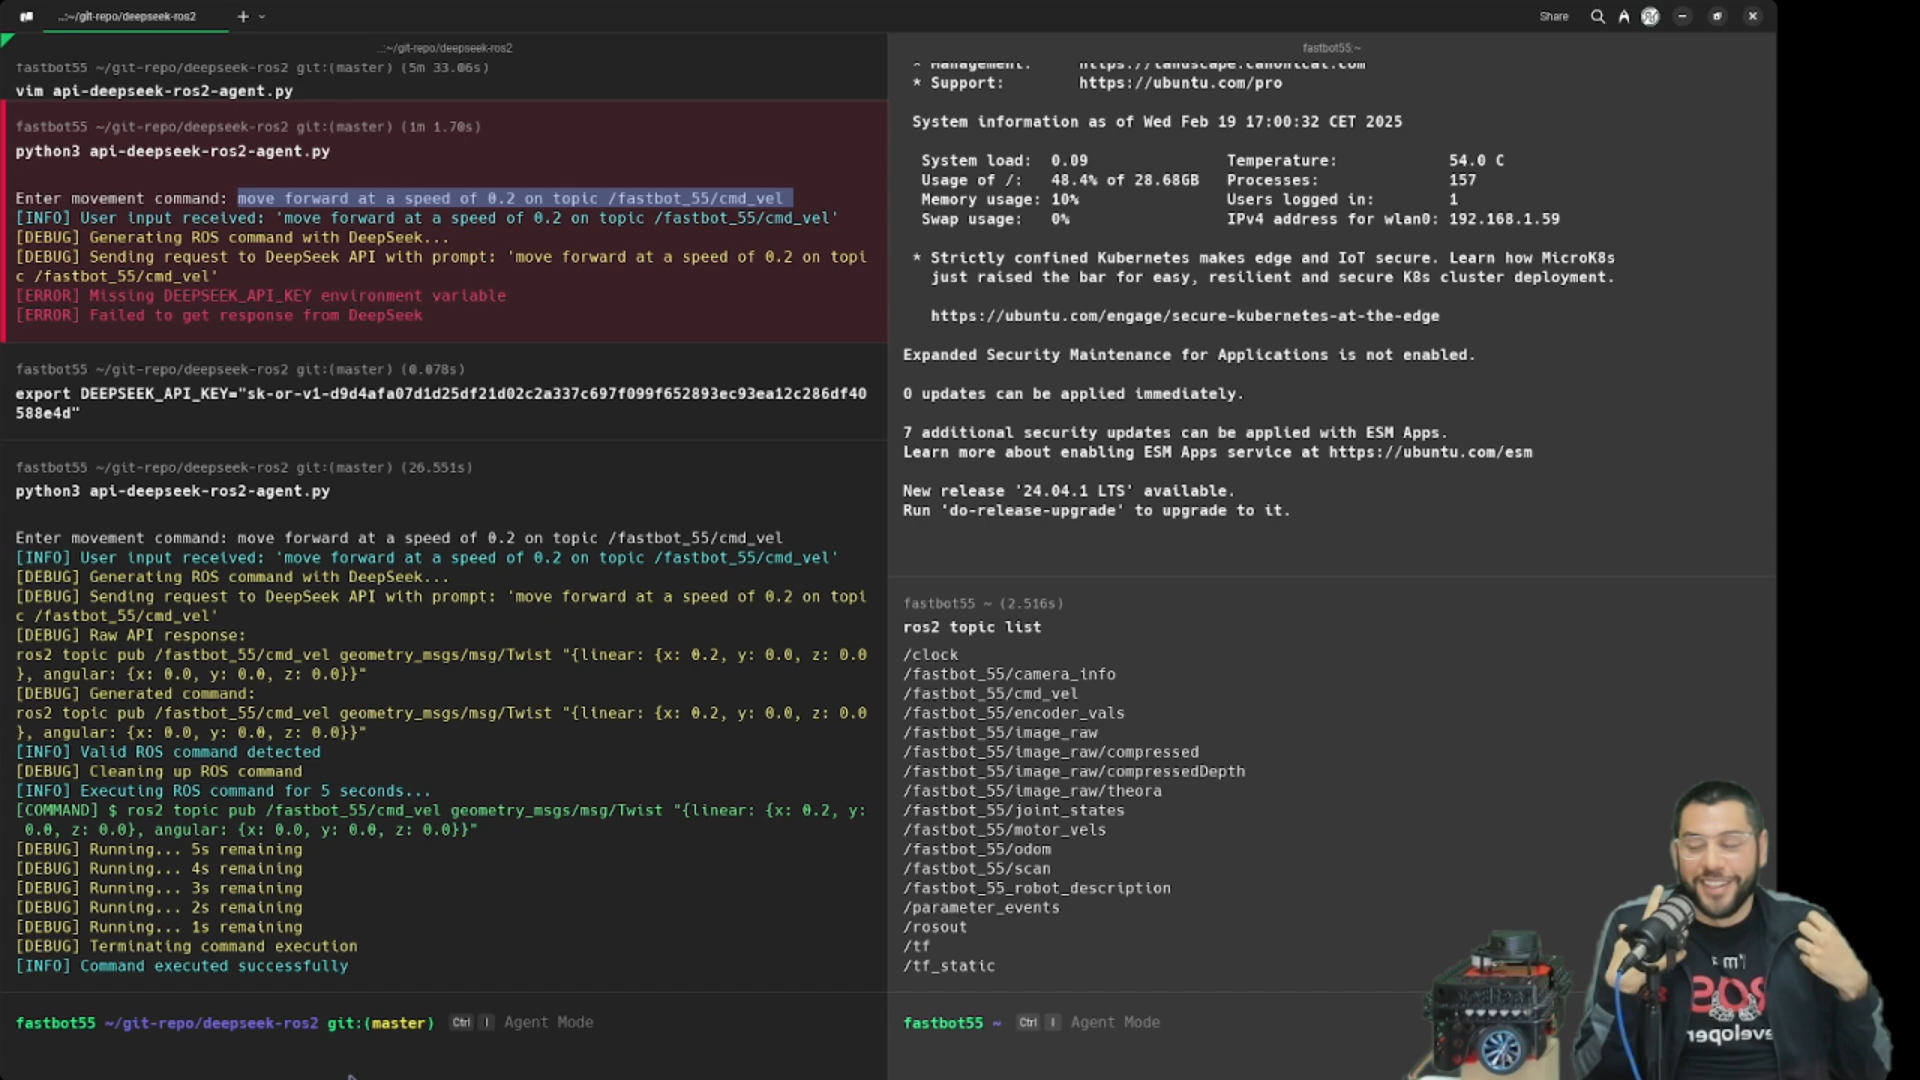 ..:~/git-repo/deepseek-ros2
Share
..:~/git-repo/deepseek-ros2
fastbot55 ~/git-repo/deepseek-ros2 git:(master) (5m 33.06s)
vim api-deepseek-ros2-agent.py
fastbot55 ~/git-repo/deepseek-ros2 git:(master) (1m 1.70s)
python3 api-deepseek-ros2-agent.py
Enter movement command: move forward at a speed of 0.2 on topic /fastbot_55/cmd_vel
[INFO] User input received: 'move forward at a speed of 0.2 on topic /fastbot_55/cmd_vel'
[DEBUG] Generating ROS command with DeepSeek...
[DEBUG] Sending request to DeepSeek API with prompt: 'move forward at a speed of 0.2 on topi
c /fastbot_55/cmd_vel'
[ERROR] Missing DEEPSEEK_API_KEY environment variable
[ERROR] Failed to get response from DeepSeek
fastbot55 ~/git-repo/deepseek-ros2 git:(master) (0.078s)
export DEEPSEEK_API_KEY="sk-or-v1-d9d4afa07d1d25df21d02c2a337c697f099f652893ec93ea12c286df40
588e4d"
fastbot55 ~/git-repo/deepseek-ros2 git:(master) (26.551s)
python3 api-deepseek-ros2-agent.py
Enter movement command: move forward at a speed of 0.2 on topic /fastbot_55/cmd_vel
[INFO] User input received: 'move forward at a speed of 0.2 on topic /fastbot_55/cmd_vel'
[DEBUG] Generating ROS command with DeepSeek...
[DEBUG] Sending request to DeepSeek API with prompt: 'move forward at a speed of 0.2 on topi
c /fastbot_55/cmd_vel'
[DEBUG] Raw API response:
ros2 topic pub /fastbot_55/cmd_vel geometry_msgs/msg/Twist "{linear: {x: 0.2, y: 0.0, z: 0.0
}, angular: {x: 0.0, y: 0.0, z: 0.0}}"
[DEBUG] Generated command:
ros2 topic pub /fastbot_55/cmd_vel geometry_msgs/msg/Twist "{linear: {x: 0.2, y: 0.0, z: 0.0
}, angular: {x: 0.0, y: 0.0, z: 0.0}}"
[INFO] Valid ROS command detected
[DEBUG] Cleaning up ROS command
[INFO] Executing ROS command for 5 seconds...
[COMMAND] $ ros2 topic pub /fastbot_55/cmd_vel geometry_msgs/msg/Twist "{linear: {x: 0.2, y:
0.0, z: 0.0}, angular: {x: 0.0, y: 0.0, z: 0.0}}"
[DEBUG] Running... 5s remaining
[DEBUG] Running... 4s remaining
[DEBUG] Running... 3s remaining
[DEBUG] Running... 2s remaining
[DEBUG] Running... 1s remaining
[DEBUG] Terminating command execution
[INFO] Command executed successfully
fastbot55 ~/git-repo/deepseek-ros2 git:(master) Ctrl I Agent Mode
fastbot55:~
* Management: https://landscape.canonical.com
* Support: https://ubuntu.com/pro
System information as of Wed Feb 19 17:00:32 CET 2025
System load: 0.09 Temperature: 54.0 C
Usage of /: 48.4% of 28.68GB Processes: 157
Memory usage: 10% Users logged in: 1
Swap usage: 0% IPv4 address for wlan0: 192.168.1.59
* Strictly confined Kubernetes makes edge and IoT secure. Learn how MicroK8s
just raised the bar for easy, resilient and secure K8s cluster deployment.
https://ubuntu.com/engage/secure-kubernetes-at-the-edge
Expanded Security Maintenance for Applications is not enabled.
0 updates can be applied immediately.
7 additional security updates can be applied with ESM Apps.
Learn more about enabling ESM Apps service at https://ubuntu.com/esm
New release '24.04.1 LTS' available.
Run 'do-release-upgrade' to upgrade to it.
fastbot55 ~ (2.516s)
ros2 topic list
/clock
/fastbot_55/camera_info
/fastbot_55/cmd_vel
/fastbot_55/encoder_vals
/fastbot_55/image_raw
/fastbot_55/image_raw/compressed
/fastbot_55/image_raw/compressedDepth
/fastbot_55/image_raw/theora
/fastbot_55/joint_states
/fastbot_55/motor_vels
/fastbot_55/odom
/fastbot_55/scan
/fastbot_55_robot_description
/parameter_events
/rosout
/tf
/tf_static
fastbot55 ~ Ctrl I Agent Mode
I'm
ROS
Developer